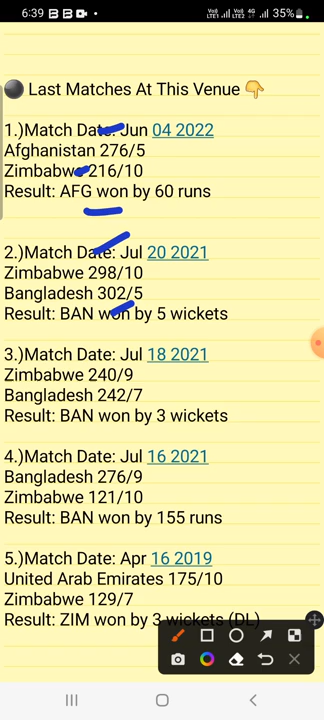 6:39
Vo) LTE1
Vo) LTE2
4G
35%
Last Matches At This Venue
1.)Match Date: Jun 04 2022
Afghanistan 276/5
Zimbabwe 216/10
Result: AFG won by 60 runs
2.)Match Date: Jul 20 2021
Zimbabwe 298/10
Bangladesh 302/5
Result: BAN won by 5 wickets
3.)Match Date: Jul 18 2021
Zimbabwe 240/9
Bangladesh 242/7
Result: BAN won by 3 wickets
4.)Match Date: Jul 16 2021
Bangladesh 276/9
Zimbabwe 121/10
Result: BAN won by 155 runs
5.)Match Date: Apr 16 2019
United Arab Emirates 175/10
Zimbabwe 129/7
Result: ZIM won by 3 wickets (DL)